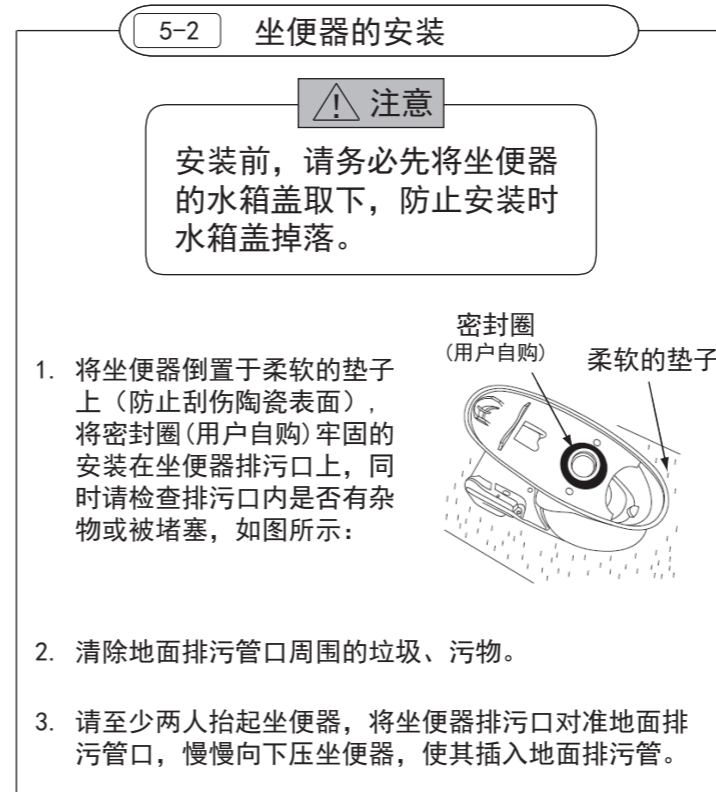 5-2 坐便器的安装
注意
安装前，请务必先将坐便器
的水箱盖取下，防止安装时
水箱盖掉落。
密封圈
(用户自购)
柔软的垫子
1. 将坐便器倒置于柔软的垫子
上（防止刮伤陶瓷表面）,
将密封圈(用户自购)牢固的
安装在坐便器排污口上，同
时请检查排污口内是否有杂
物或被堵塞，如图所示：
2. 清除地面排污管口周围的垃圾、污物。
3. 请至少两人抬起坐便器，将坐便器排污口对准地面排
污管口，慢慢向下压坐便器，使其插入地面排污管。